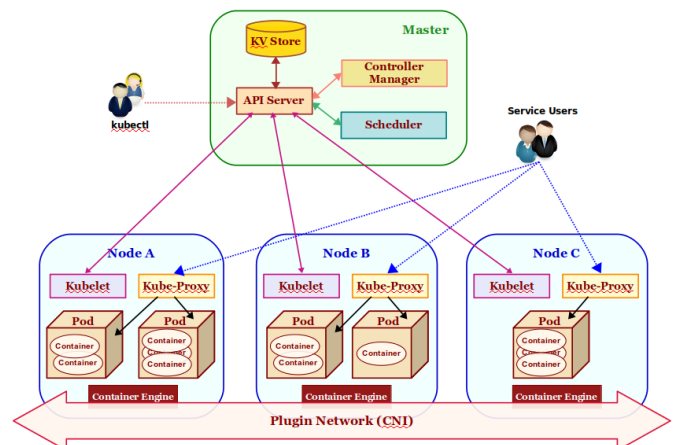 Master
KV Store
Controller
Manager
API Server
Scheduler
kubectl
Service Users
Node A
Kubelet
Kube-Proxy
Pod
Container
Container
Pod
Container
Container
Container
Container Engine
Node B
Kubelet
Kube-Proxy
Pod
Container
Container
Pod
Container
Container Engine
Node C
Kubelet
Kube-Proxy
Pod
Container
Container
Container
Container Engine
Plugin Network (CNI)